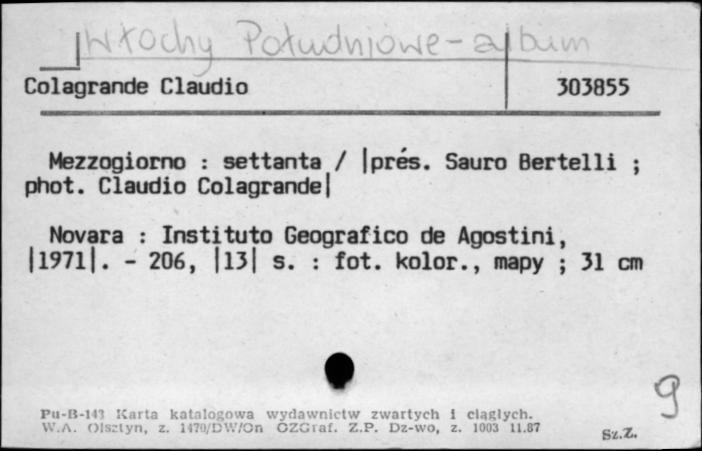 Włochy Południowe - album
Colagrande Claudio 303855
Mezzogiorno : settanta / |prés. Sauro Bertelli ;
phot. Claudio Colagrande|
Novara : Instituto Geografico de Agostini,
|1971|. - 206, |13| s. : fot. kolor., mapy ; 31 cm
9
Pu-B-143 Karta katalogowa wydawnictw zwartych i ciągłych.
W.A. Olsztyn, z. 1470/DW/On OZGraf. Z.P. Dz-wo, z. 1003 11.87
Sz.Z.